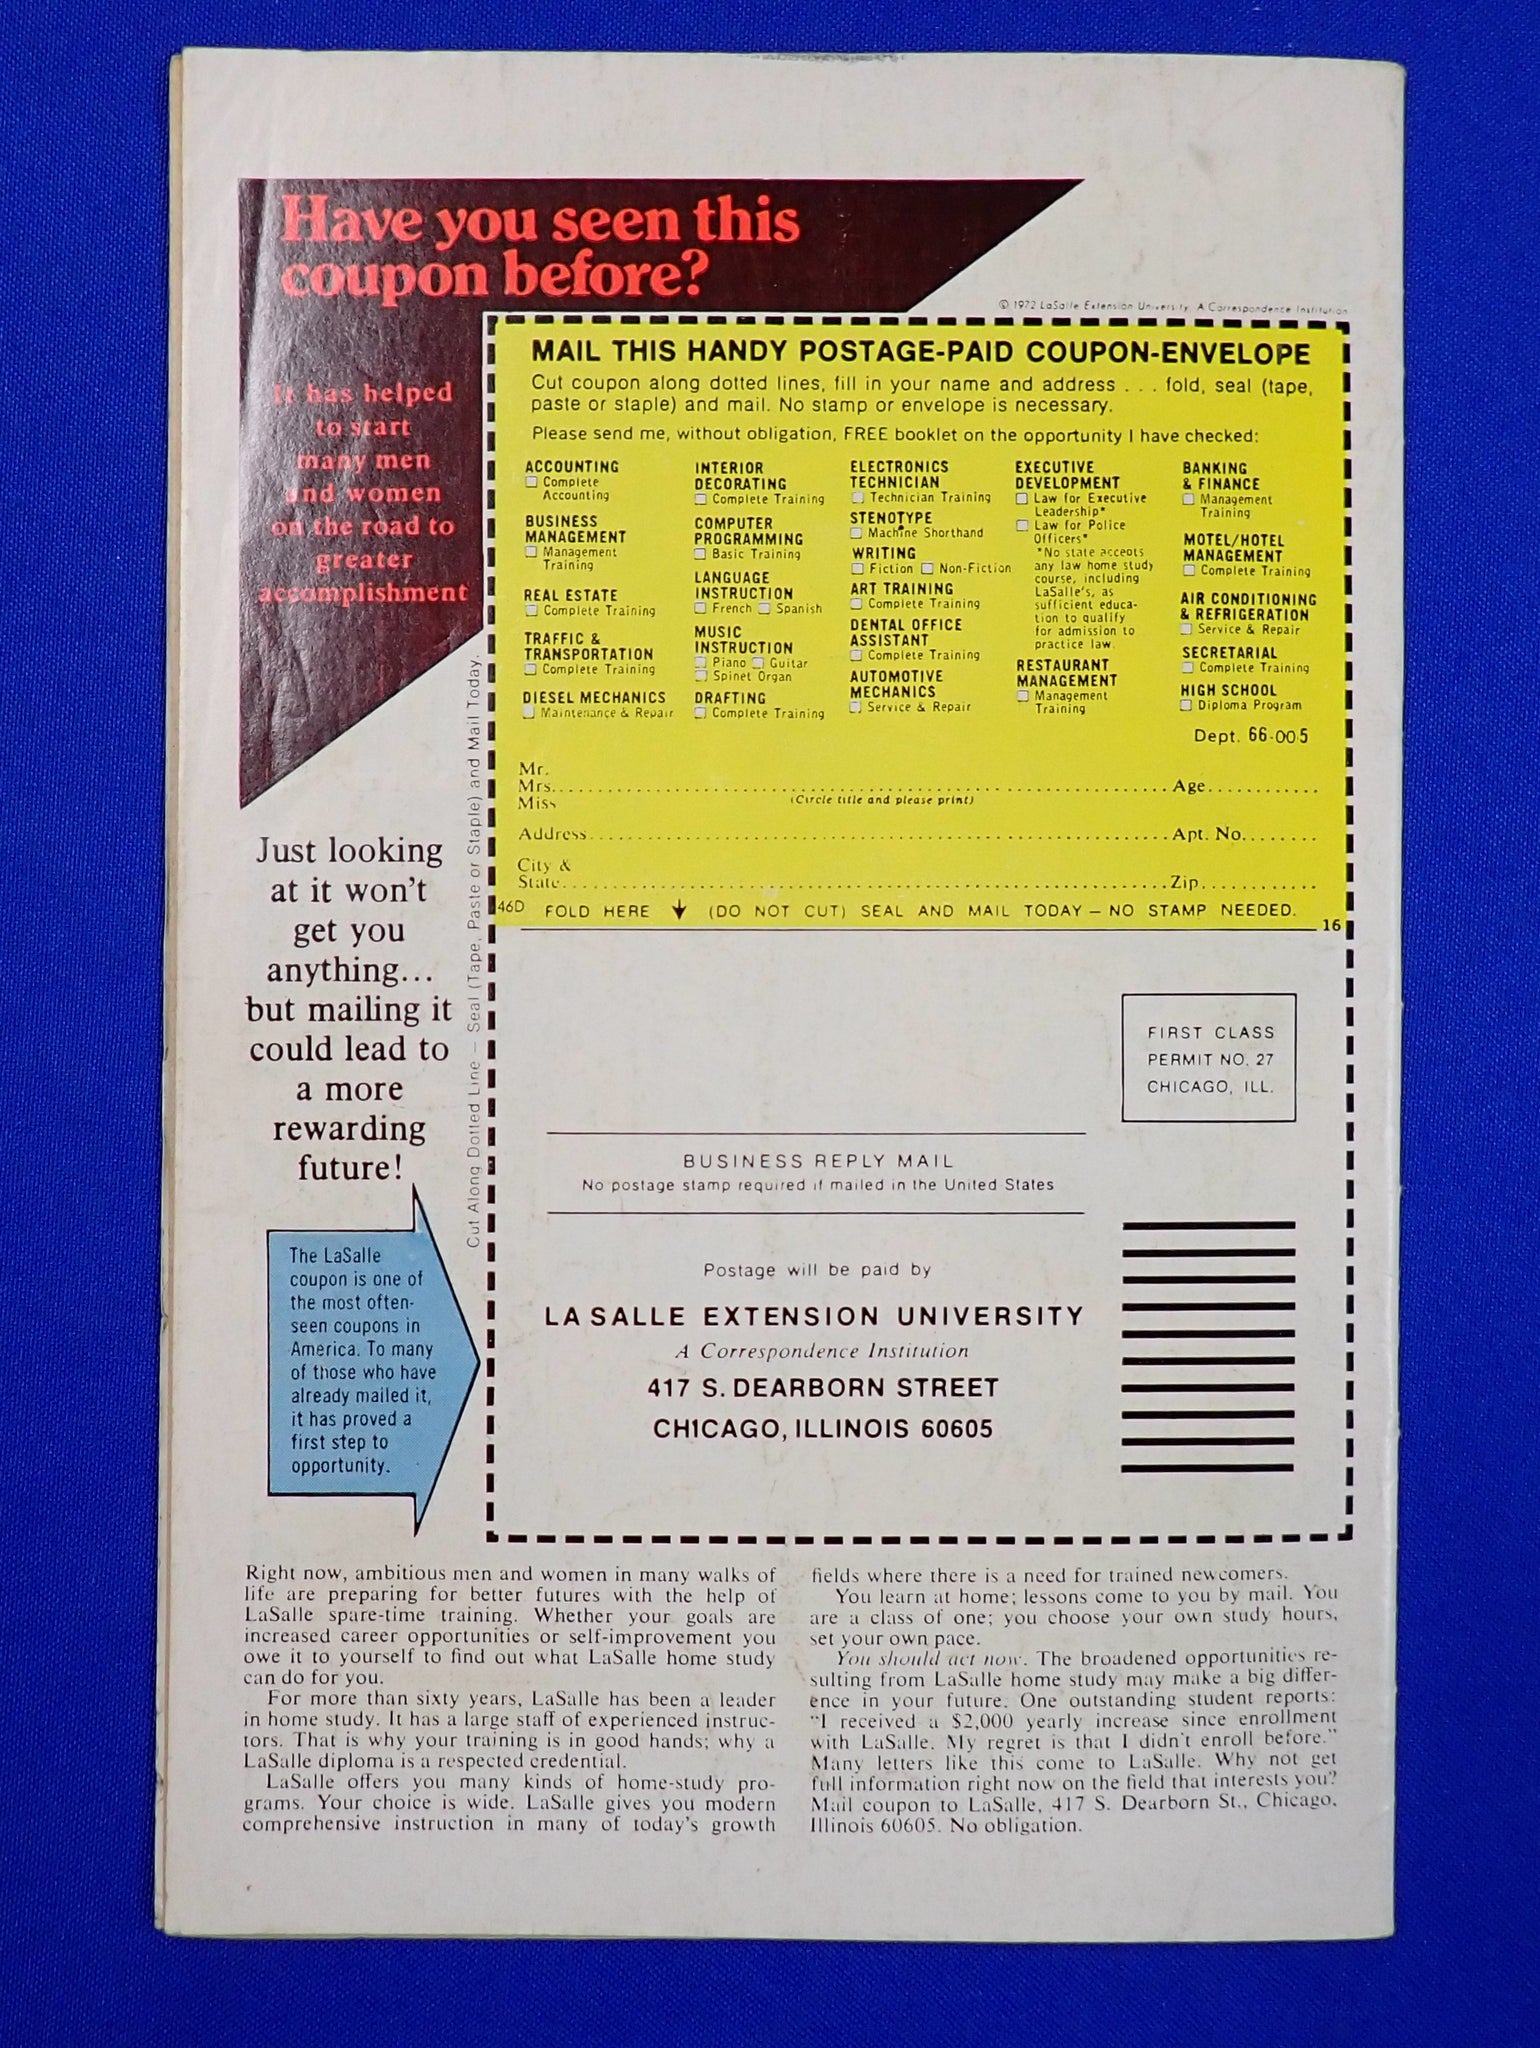 Have you seen this
coupon before?
© 1972 LaSalle Extension University, A Correspondence Institution
It has helped
to start
many men
and women
on the road to
greater
accomplishment
Just looking
at it won't
get you
anything...
but mailing it
could lead to
a more
rewarding
future!
The LaSalle
coupon is one of
the most often-
seen coupons in
America. To many
of those who have
already mailed it,
it has proved a
first step to
opportunity.
Cut Along Dotted Line — Seal (Tape, Paste or Staple) and Mail Today.
MAIL THIS HANDY POSTAGE-PAID COUPON-ENVELOPE
Cut coupon along dotted lines, fill in your name and address . . . fold, seal (tape,
paste or staple) and mail. No stamp or envelope is necessary.
Please send me, without obligation, FREE booklet on the opportunity I have checked:
ACCOUNTING
Complete
Accounting
BUSINESS
MANAGEMENT
Management
Training
REAL ESTATE
Complete Training
TRAFFIC &
TRANSPORTATION
Complete Training
DIESEL MECHANICS
Maintenance & Repair
INTERIOR
DECORATING
Complete Training
COMPUTER
PROGRAMMING
Basic Training
LANGUAGE
INSTRUCTION
French Spanish
MUSIC
INSTRUCTION
Piano Guitar
Spinet Organ
DRAFTING
Complete Training
ELECTRONICS
TECHNICIAN
Technician Training
STENOTYPE
Machine Shorthand
WRITING
Fiction Non-Fiction
ART TRAINING
Complete Training
DENTAL OFFICE
ASSISTANT
Complete Training
AUTOMOTIVE
MECHANICS
Service & Repair
EXECUTIVE
DEVELOPMENT
Law for Executive
Leadership*
Law for Police
Officers*
*No state accepts
any law home study
course, including
LaSalle's, as
sufficient educa-
tion to qualify
for admission to
practice law.
RESTAURANT
MANAGEMENT
Management
Training
BANKING
& FINANCE
Management
Training
MOTEL/HOTEL
MANAGEMENT
Complete Training
AIR CONDITIONING
& REFRIGERATION
Service & Repair
SECRETARIAL
Complete Training
HIGH SCHOOL
Diploma Program
Dept. 66-005
Mr.
Mrs. Age
Miss (Circle title and please print)
Address Apt. No.
City &
State Zip
46D FOLD HERE (DO NOT CUT) SEAL AND MAIL TODAY — NO STAMP NEEDED.
16
FIRST CLASS
PERMIT NO. 27
CHICAGO, ILL.
BUSINESS REPLY MAIL
No postage stamp required if mailed in the United States
Postage will be paid by
LA SALLE EXTENSION UNIVERSITY
A Correspondence Institution
417 S. DEARBORN STREET
CHICAGO, ILLINOIS 60605
Right now, ambitious men and women in many walks of
life are preparing for better futures with the help of
LaSalle spare-time training. Whether your goals are
increased career opportunities or self-improvement you
owe it to yourself to find out what LaSalle home study
can do for you.
For more than sixty years, LaSalle has been a leader
in home study. It has a large staff of experienced instruc-
tors. That is why your training is in good hands; why a
LaSalle diploma is a respected credential.
LaSalle offers you many kinds of home-study pro-
grams. Your choice is wide. LaSalle gives you modern
comprehensive instruction in many of today's growth
fields where there is a need for trained newcomers.
You learn at home; lessons come to you by mail. You
are a class of one; you choose your own study hours,
set your own pace.
You should act now. The broadened opportunities re-
sulting from LaSalle home study may make a big differ-
ence in your future. One outstanding student reports:
"I received a $2,000 yearly increase since enrollment
with LaSalle. My regret is that I didn't enroll before."
Many letters like this come to LaSalle. Why not get
full information right now on the field that interests you?
Mail coupon to LaSalle, 417 S. Dearborn St., Chicago,
Illinois 60605. No obligation.